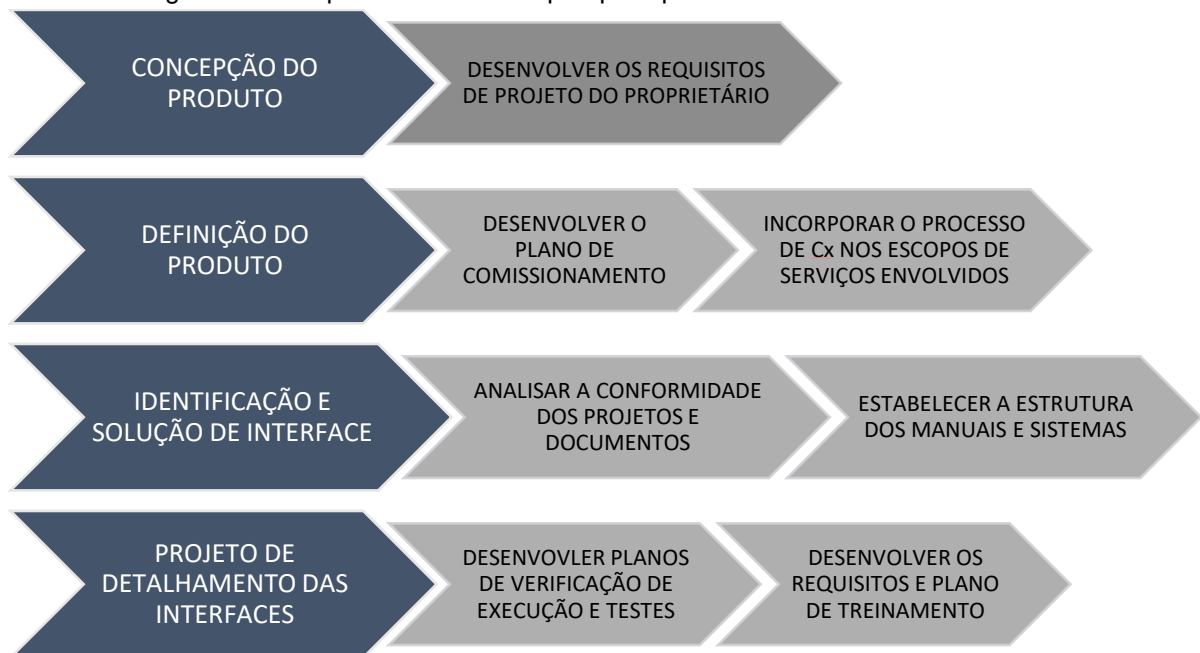 CONCEPÇÃO DO
PRODUTO
DESENVOLVER OS REQUISITOS
DE PROJETO DO PROPRIETÁRIO
DEFINIÇÃO DO
PRODUTO
DESENVOLVER O
PLANO DE
COMISSIONAMENTO
INCORPORAR O PROCESSO
DE Cx NOS ESCOPOS DE
SERVIÇOS ENVOLVIDOS
IDENTIFICAÇÃO E
SOLUÇÃO DE INTERFACE
ANALISAR A CONFORMIDADE
DOS PROJETOS E
DOCUMENTOS
ESTABELECER A ESTRUTURA
DOS MANUAIS E SISTEMAS
PROJETO DE
DETALHAMENTO DAS
INTERFACES
DESENVOVLER PLANOS
DE VERIFICAÇÃO DE
EXECUÇÃO E TESTES
DESENVOLVER OS
REQUISITOS E PLANO
DE TREINAMENTO